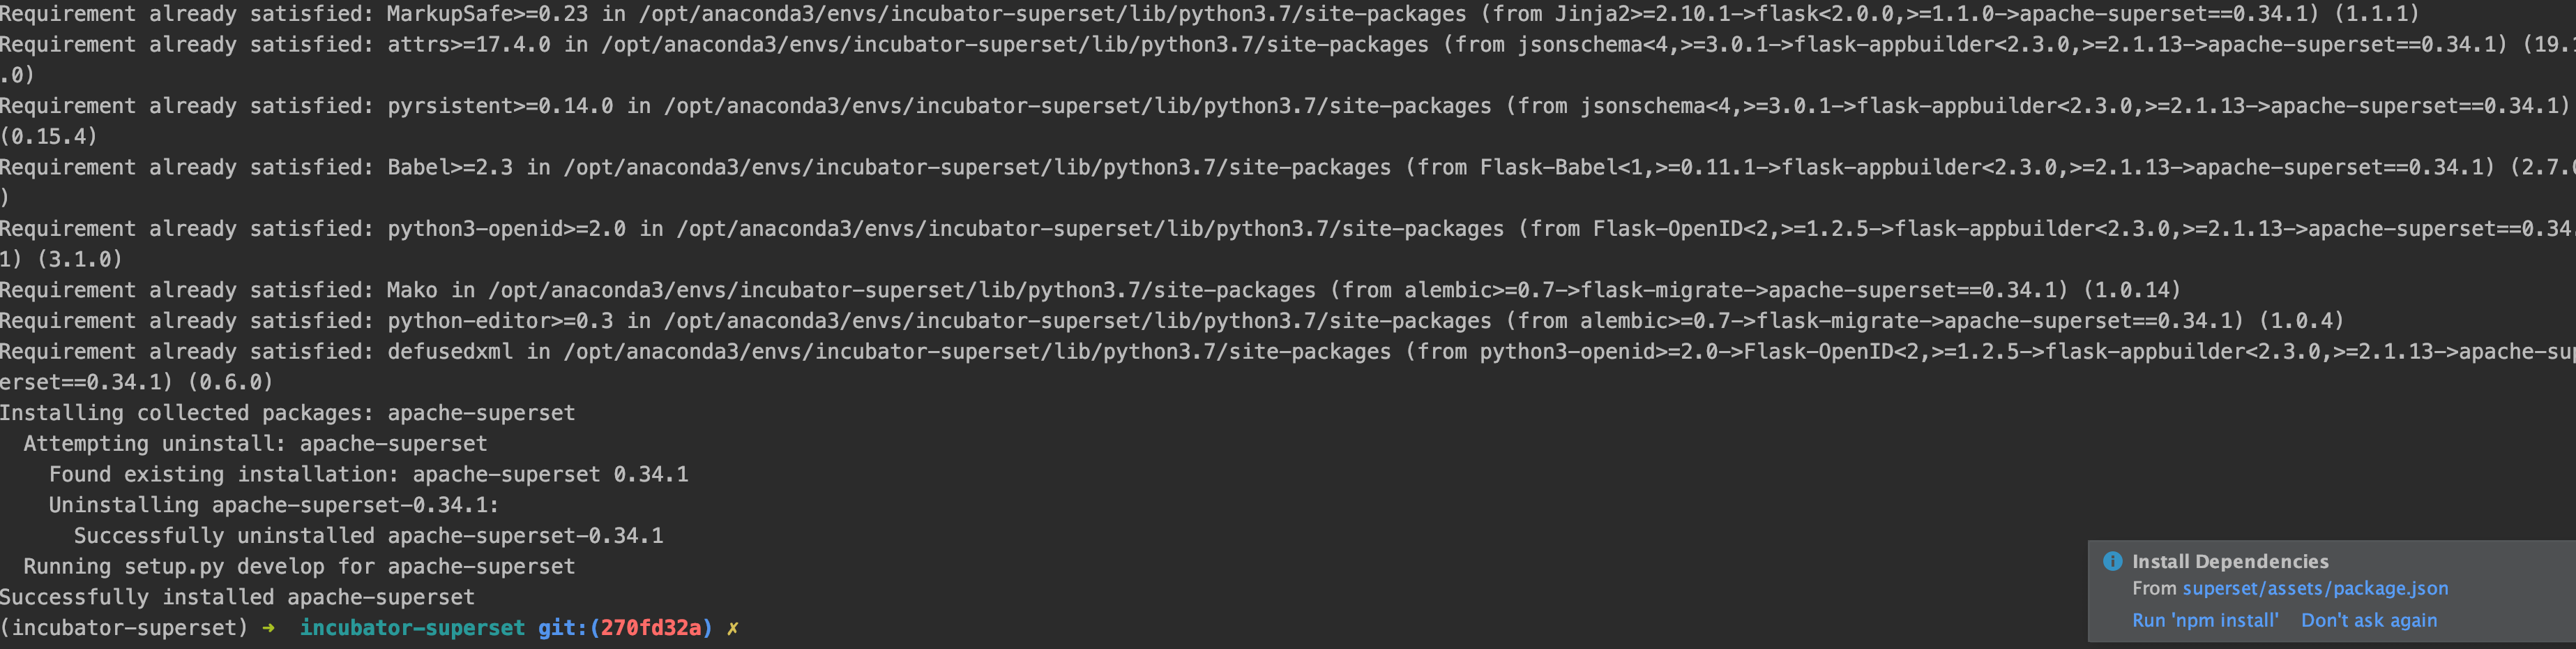 Requirement already satisfied: MarkupSafe>=0.23 in /opt/anaconda3/envs/incubator-superset/lib/python3.7/site-packages (from Jinja2>=2.10.1->flask<2.0.0,>=1.1.0->apache-superset==0.34.1) (1.1.1)
Requirement already satisfied: attrs>=17.4.0 in /opt/anaconda3/envs/incubator-superset/lib/python3.7/site-packages (from jsonschema<4,>=3.0.1->flask-appbuilder<2.3.0,>=2.1.13->apache-superset==0.34.1) (19.
.0)
Requirement already satisfied: pyrsistent>=0.14.0 in /opt/anaconda3/envs/incubator-superset/lib/python3.7/site-packages (from jsonschema<4,>=3.0.1->flask-appbuilder<2.3.0,>=2.1.13->apache-superset==0.34.1)
(0.15.4)
Requirement already satisfied: Babel>=2.3 in /opt/anaconda3/envs/incubator-superset/lib/python3.7/site-packages (from Flask-Babel<1,>=0.11.1->flask-appbuilder<2.3.0,>=2.1.13->apache-superset==0.34.1) (2.7.0
)
Requirement already satisfied: python3-openid>=2.0 in /opt/anaconda3/envs/incubator-superset/lib/python3.7/site-packages (from Flask-OpenID<2,>=1.2.5->flask-appbuilder<2.3.0,>=2.1.13->apache-superset==0.34.
1) (3.1.0)
Requirement already satisfied: Mako in /opt/anaconda3/envs/incubator-superset/lib/python3.7/site-packages (from alembic>=0.7->flask-migrate->apache-superset==0.34.1) (1.0.14)
Requirement already satisfied: python-editor>=0.3 in /opt/anaconda3/envs/incubator-superset/lib/python3.7/site-packages (from alembic>=0.7->flask-migrate->apache-superset==0.34.1) (1.0.4)
Requirement already satisfied: defusedxml in /opt/anaconda3/envs/incubator-superset/lib/python3.7/site-packages (from python3-openid>=2.0->Flask-OpenID<2,>=1.2.5->flask-appbuilder<2.3.0,>=2.1.13->apache-sup
erset==0.34.1) (0.6.0)
Installing collected packages: apache-superset
Attempting uninstall: apache-superset
Found existing installation: apache-superset 0.34.1
Uninstalling apache-superset-0.34.1:
Successfully uninstalled apache-superset-0.34.1
Running setup.py develop for apache-superset
Successfully installed apache-superset
(incubator-superset) ➜ incubator-superset git:(270fd32a) ✗
Install Dependencies
From superset/assets/package.json
Run 'npm install' Don't ask again